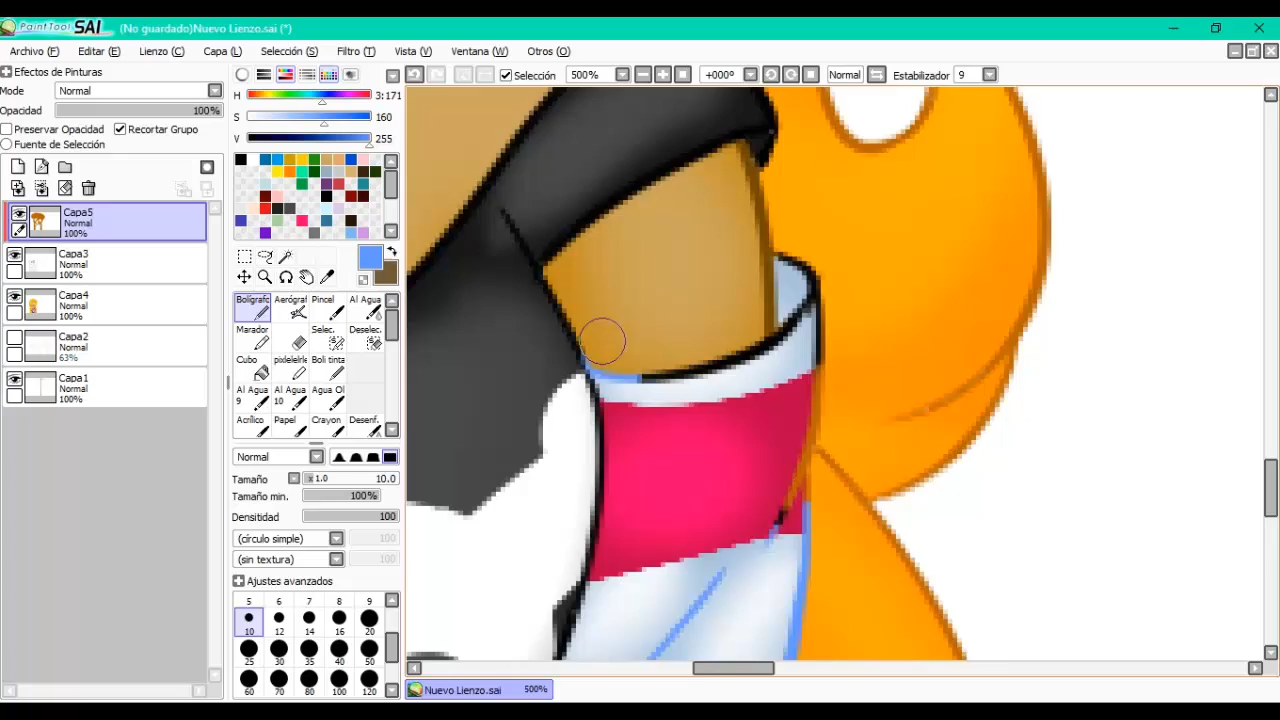 PaintTool SAI (No guardado)Nuevo Lienzo.sai (*)
Archivo (F) Editar (E) Lienzo (C) Capa (L) Selección (S) Filtro (T) Vista (V) Ventana (W) Otros (O)
Efectos de Pinturas
Mode Normal
Opacidad 100%
Preservar Opacidad Recortar Grupo
Fuente de Selección
Capa5
Normal
100%
Capa3
Normal
100%
Capa4
Normal
100%
Capa2
Normal
63%
Capa1
Normal
100%
H 3:171
S 160
V 255
Selección 500% +000º Normal Estabilizador 9
Bolígrafo Aerógraf Pincel Al Agua
Marador Selec. Deselec.
Cubo pixlelelrle Boli tinta
Al Agua 9 Al Agua 10 Agua Ol
Acrílico Papel Crayon Desenf.
Normal
Tamaño x 1.0 10.0
Tamaño min. 100%
Densitidad 100
(círculo simple) 100
(sin textura) 100
Ajustes avanzados
5 6 7 8 9
10 12 14 16 20
25 30 35 40 50
60 70 80 100 120
Nuevo Lienzo.sai 500%